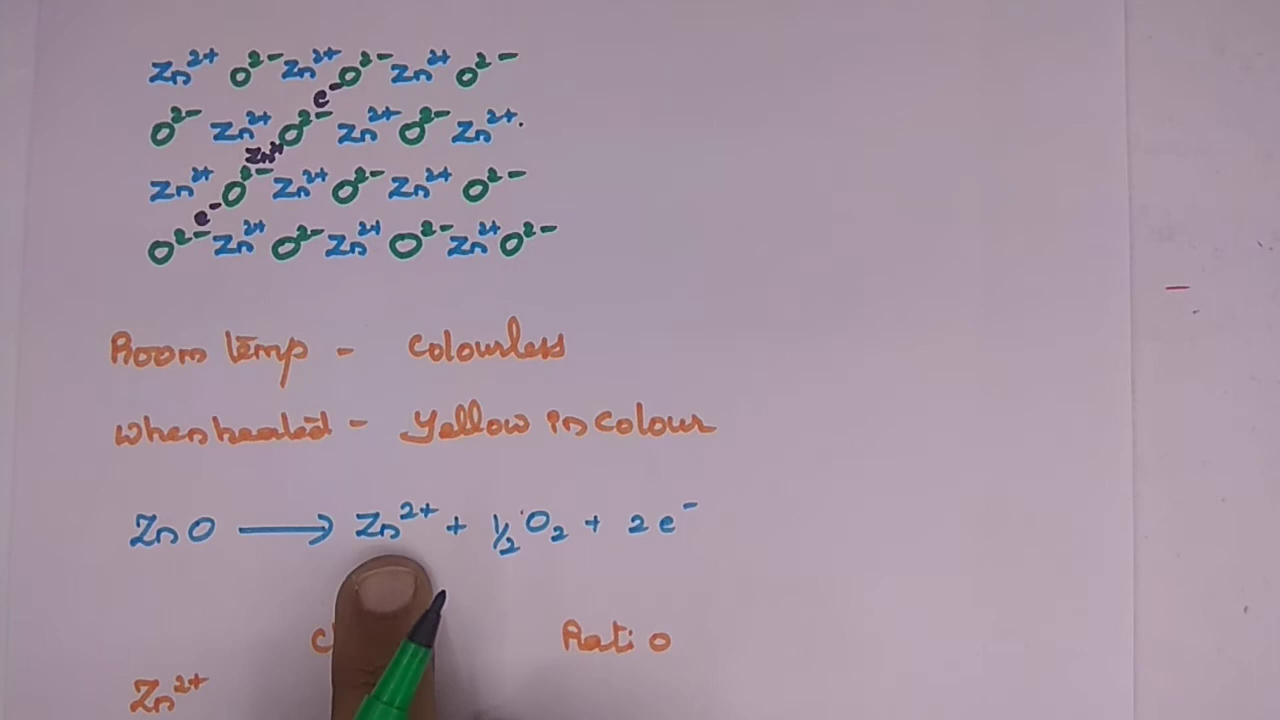 Zn²⁺ O²⁻ Zn²⁺ O²⁻ Zn²⁺ O²⁻
e⁻
O²⁻ Zn²⁺ O²⁻ Zn²⁺ O²⁻ Zn²⁺.
Zn²⁺
Zn²⁺ O²⁻ Zn²⁺ O²⁻ Zn²⁺ O²⁻
e⁻
O²⁻ Zn²⁺ O²⁻ Zn²⁺ O²⁻ Zn²⁺ O²⁻
Room temp - Colourless
When heated - Yellow in colour
ZnO ⟶ Zn²⁺ + ½ O₂ + 2e⁻
Ratio
Zn²⁺